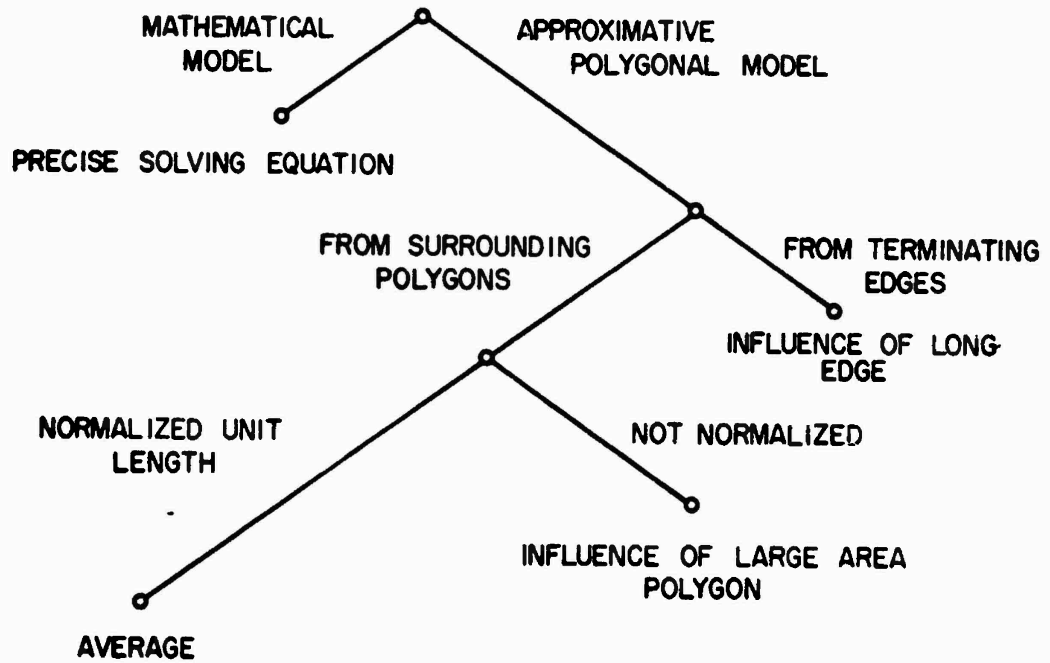 MATHEMATICAL
MODEL
APPROXIMATIVE
POLYGONAL MODEL
PRECISE SOLVING EQUATION
FROM SURROUNDING
POLYGONS
FROM TERMINATING
EDGES
INFLUENCE OF LONG
EDGE
NORMALIZED UNIT
LENGTH
NOT NORMALIZED
INFLUENCE OF LARGE AREA
POLYGON
AVERAGE